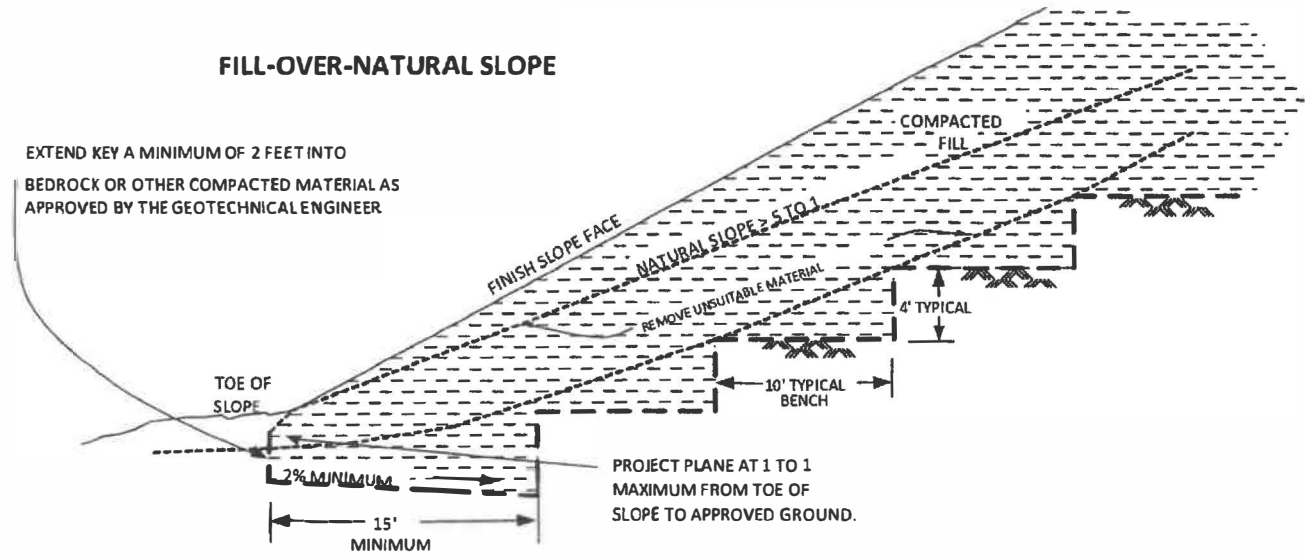 FILL-OVER-NATURAL SLOPE
EXTEND KEY A MINIMUM OF 2 FEET INTO
BEDROCK OR OTHER COMPACTED MATERIAL AS
APPROVED BY THE GEOTECHNICAL ENGINEER
COMPACTED
FILL
FINISH SLOPE FACE
NATURAL SLOPE ≥ 5 TO 1
REMOVE UNSUITABLE MATERIAL
4' TYPICAL
10' TYPICAL
BENCH
TOE OF
SLOPE
2% MINIMUM
15'
MINIMUM
PROJECT PLANE AT 1 TO 1
MAXIMUM FROM TOE OF
SLOPE TO APPROVED GROUND.